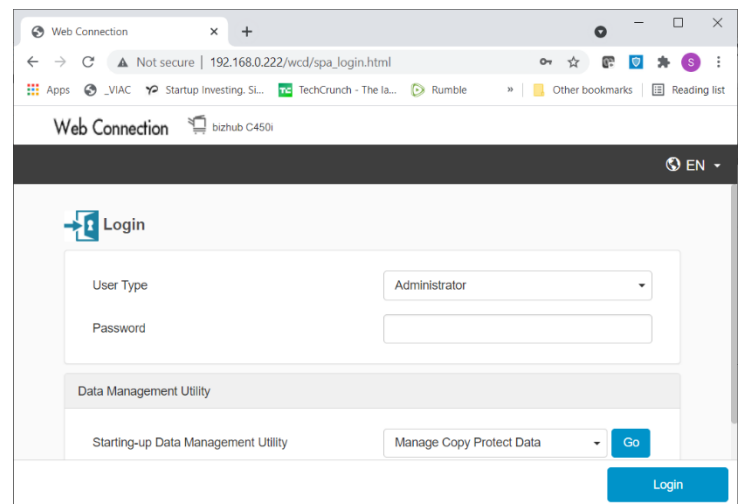 Web Connection
Not secure | 192.168.0.222/wcd/spa_login.html
S
Apps _VIAC Startup Investing. Si... TechCrunch - The la... Rumble » Other bookmarks Reading list
Web Connection bizhub C450i
EN
Login
User Type Administrator
Password
Data Management Utility
Starting-up Data Management Utility Manage Copy Protect Data Go
Login